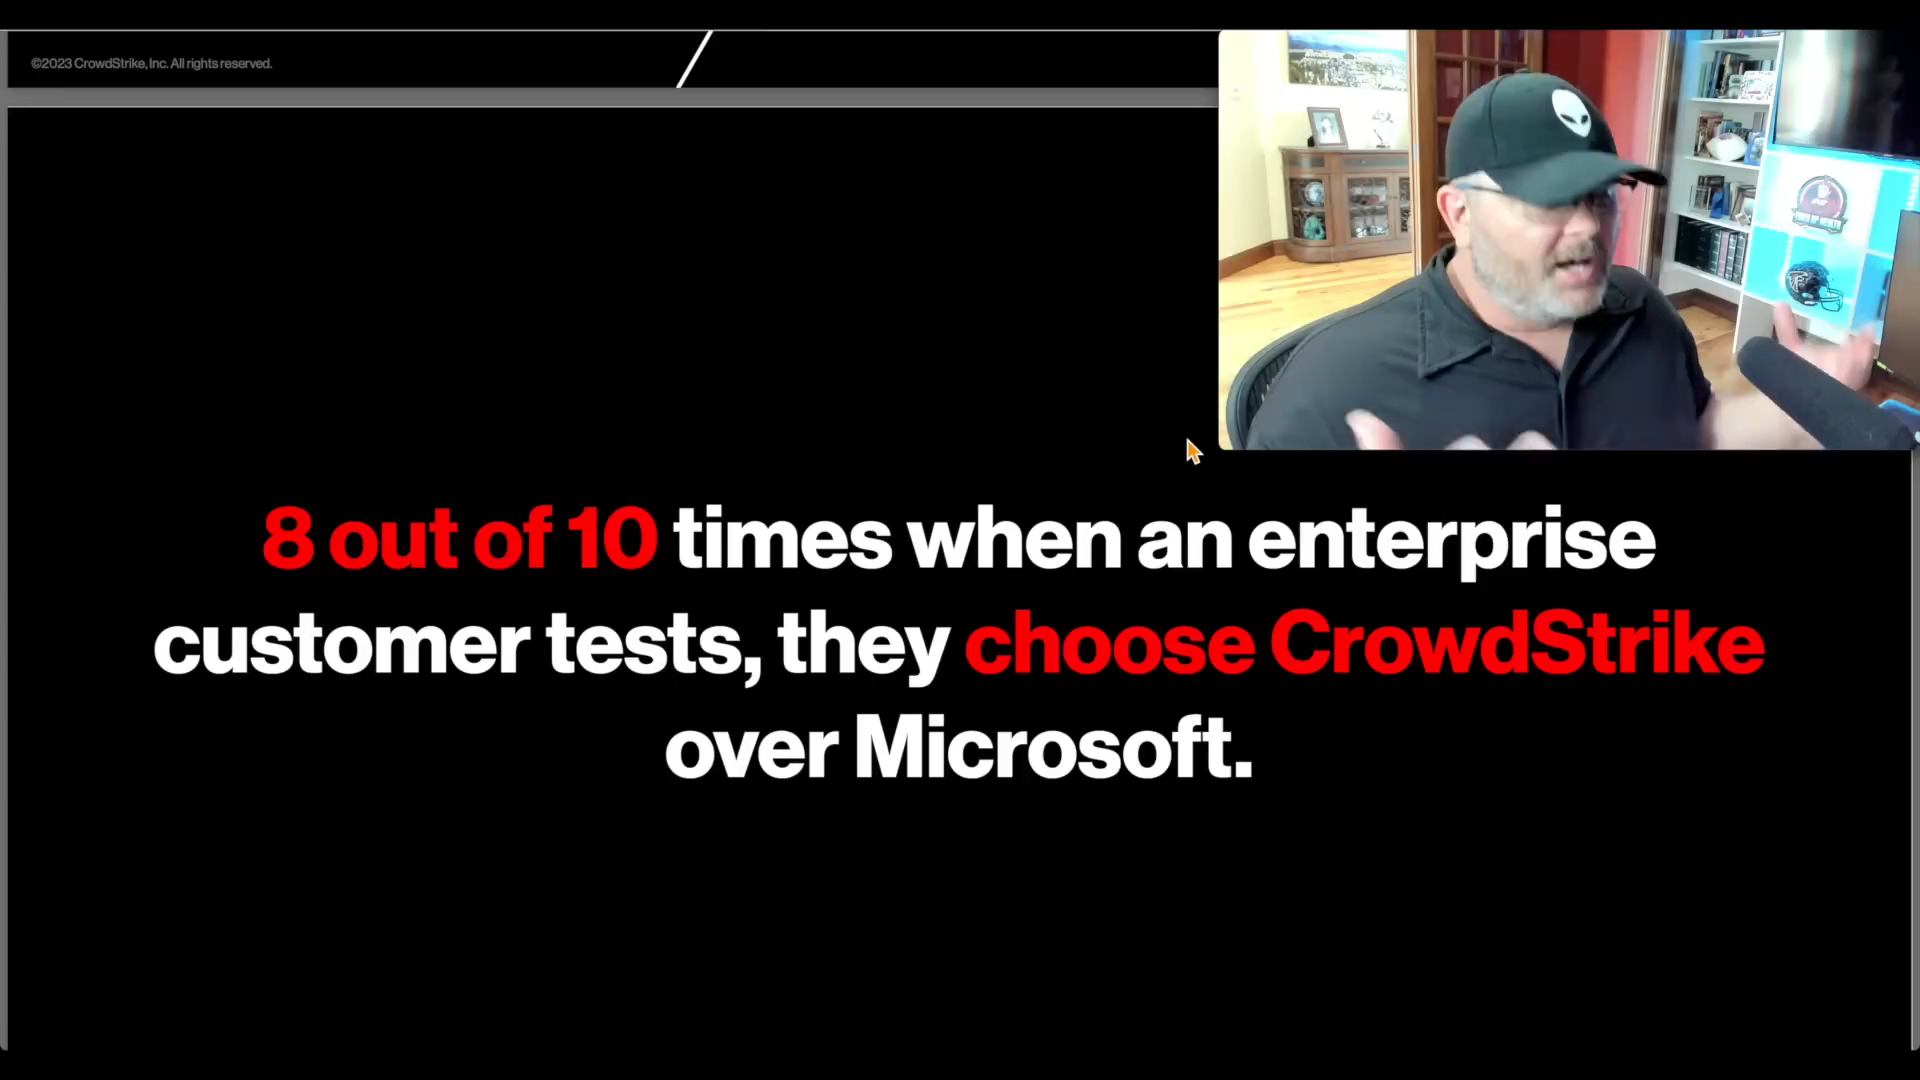 ©2023 CrowdStrike, Inc. All rights reserved.
8 out of 10 times when an enterprise
customer tests, they choose CrowdStrike
over Microsoft.